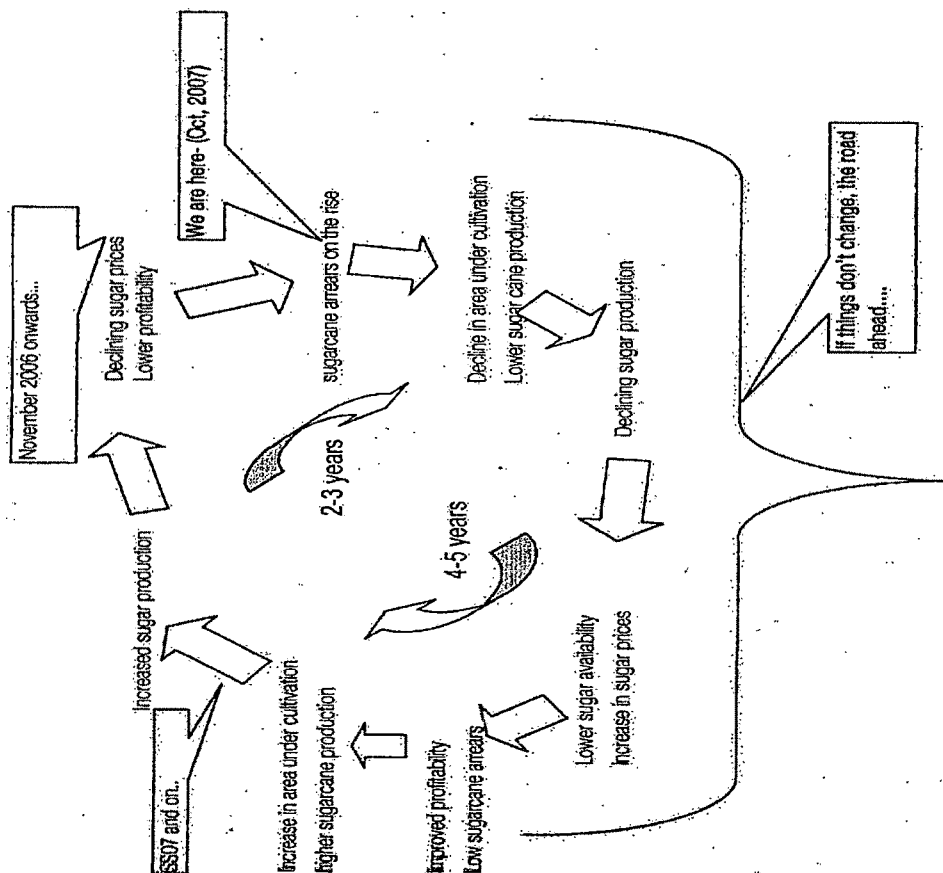 November 2006 onwards...
Declining sugar prices
Lower profitability
We are here- (Oct, 2007)
sugarcane arrears on the rise
Decline in area under cultivation
Lower sugar cane production
Declining sugar production
Lower sugar availability
Increase in sugar prices
Improved profitability
Low sugarcane arrears
Increase in area under cultivation
higher sugarcane production
SS07 and on..
Increased sugar production
2-3 years
4-5 years
If things don't change, the road
ahead.....